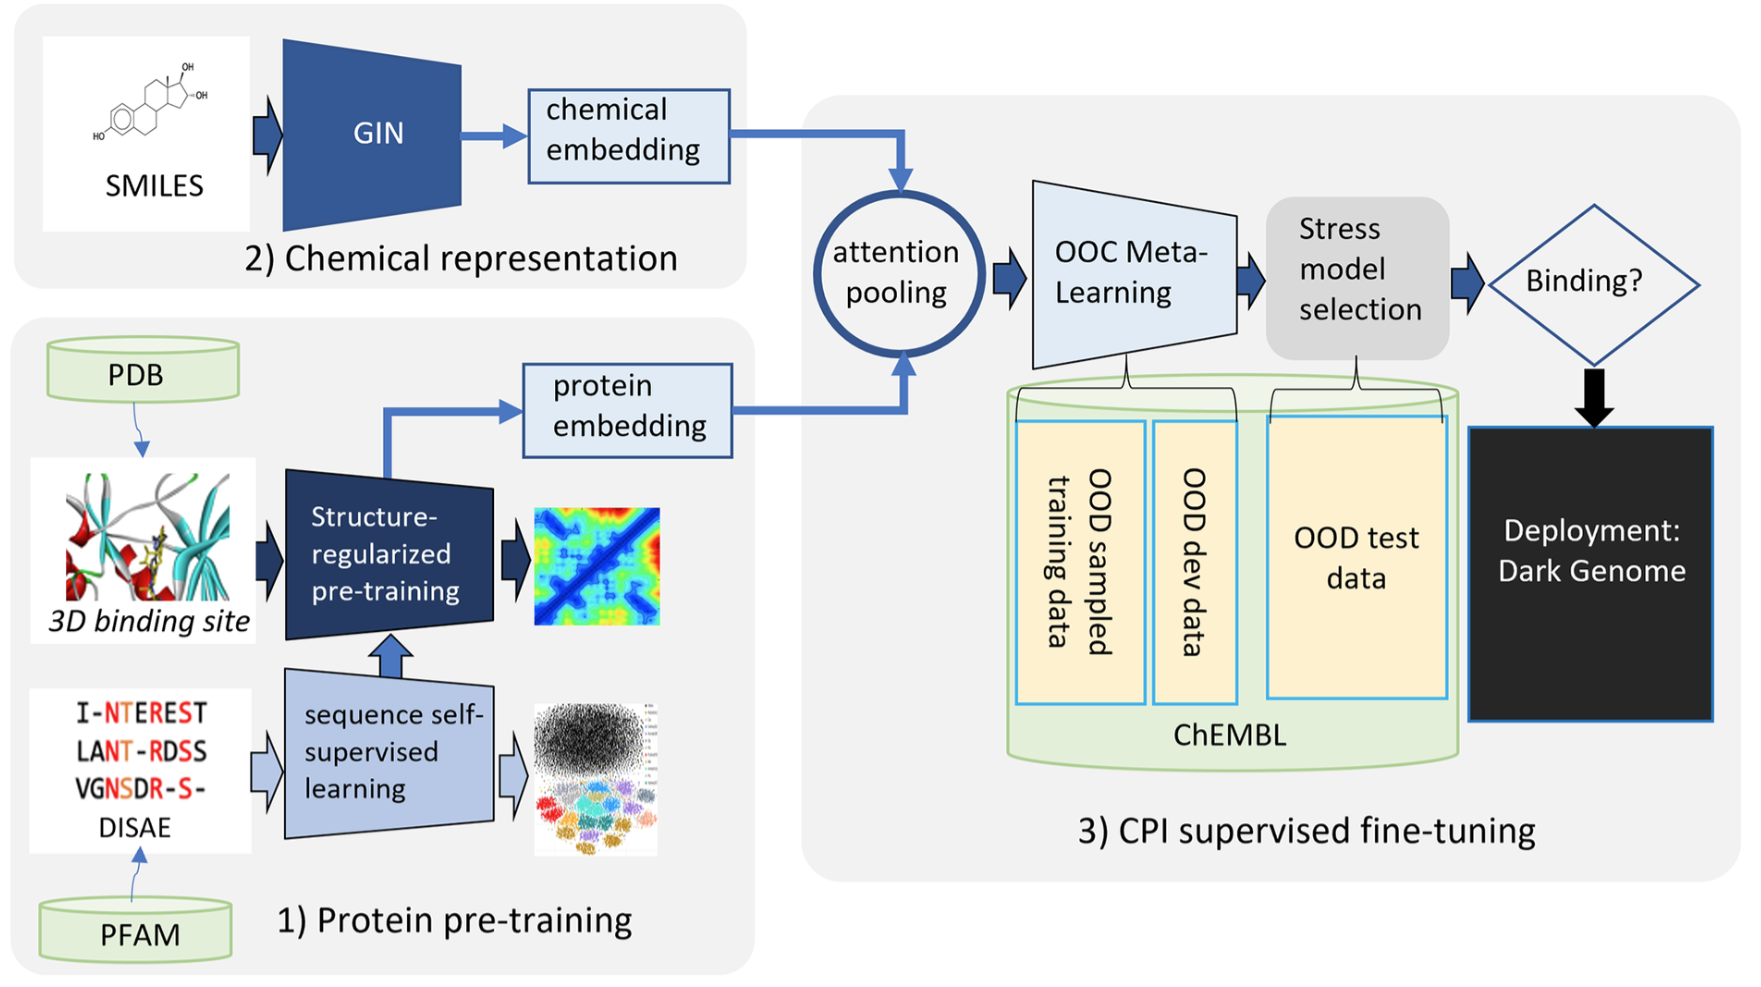 OH
OH
HO
SMILES
GIN
chemical
embedding
2) Chemical representation
PDB
3D binding site
Structure-
regularized
pre-training
protein
embedding
I-NTEREST
LANT-RDSS
VGNSDR-S-
DISAE
sequence self-
supervised
learning
PFAM
1) Protein pre-training
attention
pooling
OOC Meta-
Learning
Stress
model
selection
Binding?
OOD sampled
training data
OOD dev data
OOD test
data
ChEMBL
Deployment:
Dark Genome
3) CPI supervised fine-tuning